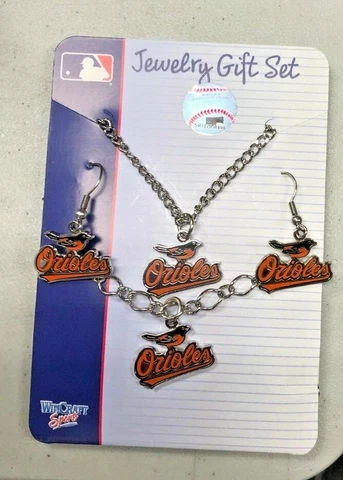 Jewelry Gift Set
Orioles
Orioles
Orioles
Orioles
WinCraft
Sports